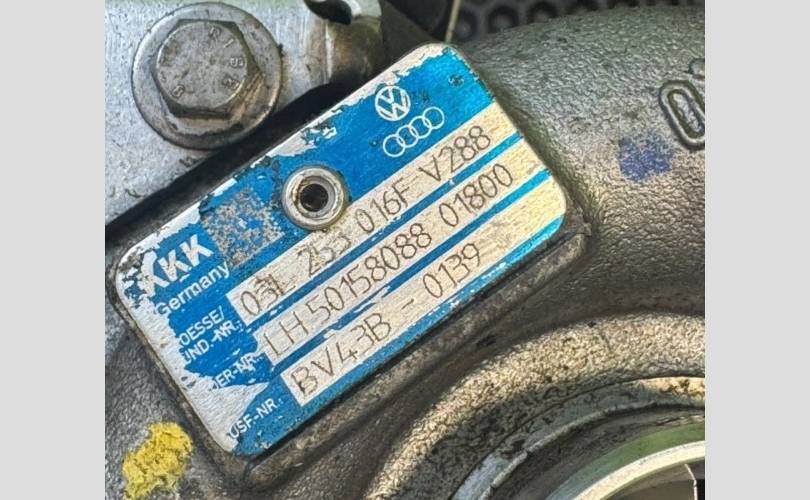 KKK
Germany
03L 253 016F V288
LH 50158088 01800
BV43B - 0139